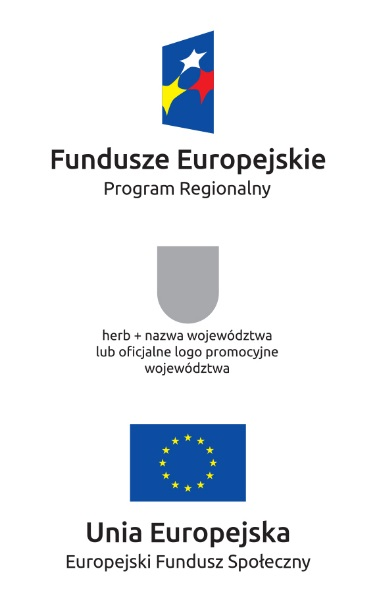 Fundusze Europejskie
Program Regionalny
herb + nazwa województwa
lub oficjalne logo promocyjne
województwa
Unia Europejska
Europejski Fundusz Społeczny